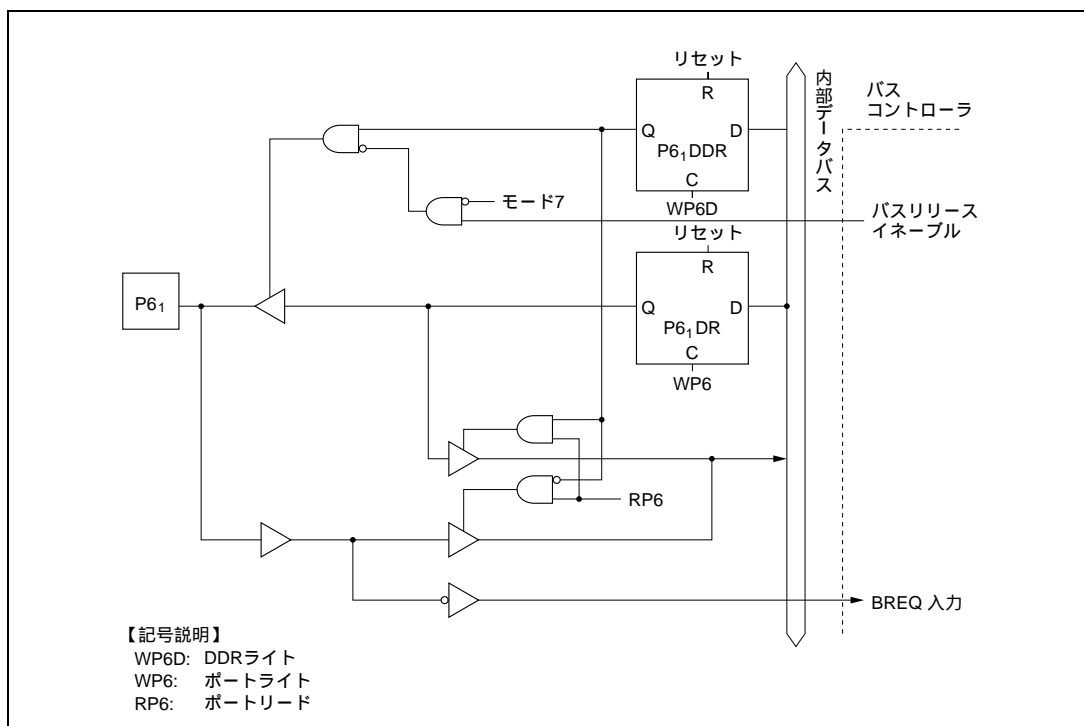 リセット
R
Q
D
P6₁DDR
C
WP6D
内部データバス
バス
コントローラ
モード7
バスリリース
イネーブル
リセット
R
P6₁
Q
D
P6₁DR
C
WP6
RP6
BREQ 入力
【記号説明】
WP6D: DDRライト
WP6: ポートライト
RP6: ポートリード